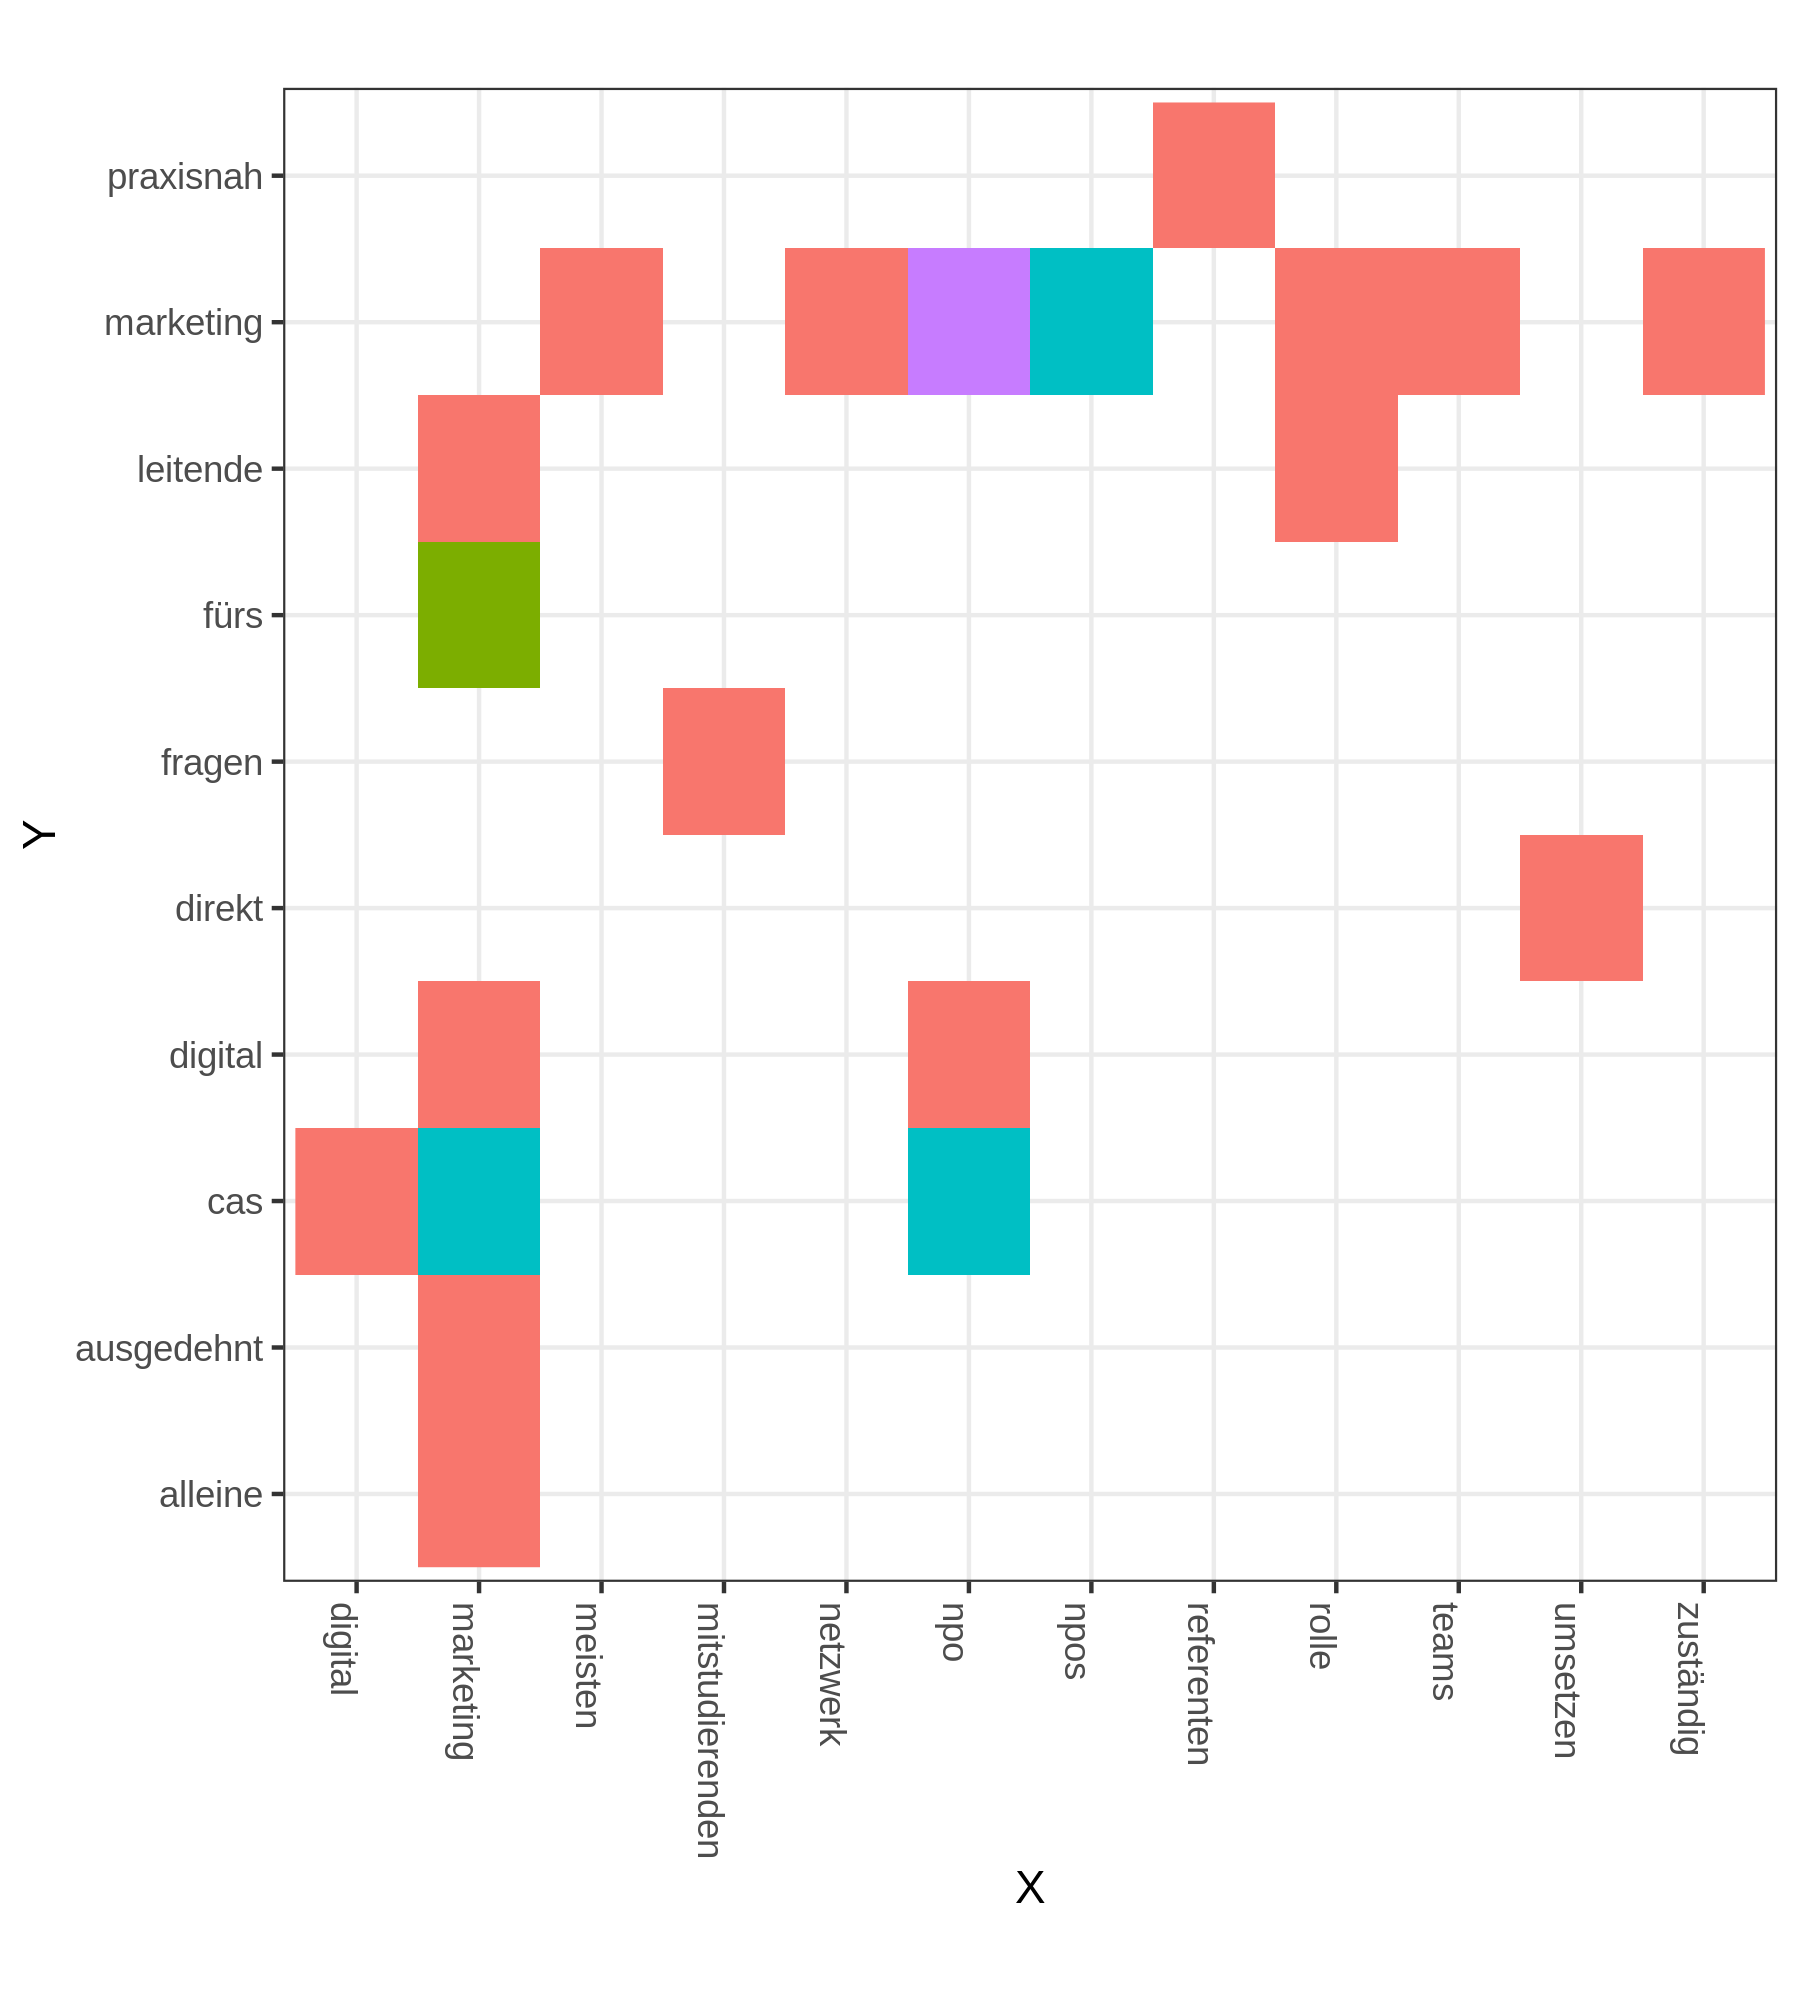 praxisnah
marketing
leitende
fürs
fragen
direkt
digital
cas
ausgedehnt
alleine
Y
digital
marketing
meisten
mitstudierenden
netzwerk
npo
npos
referenten
rolle
teams
umsetzen
zuständig
X